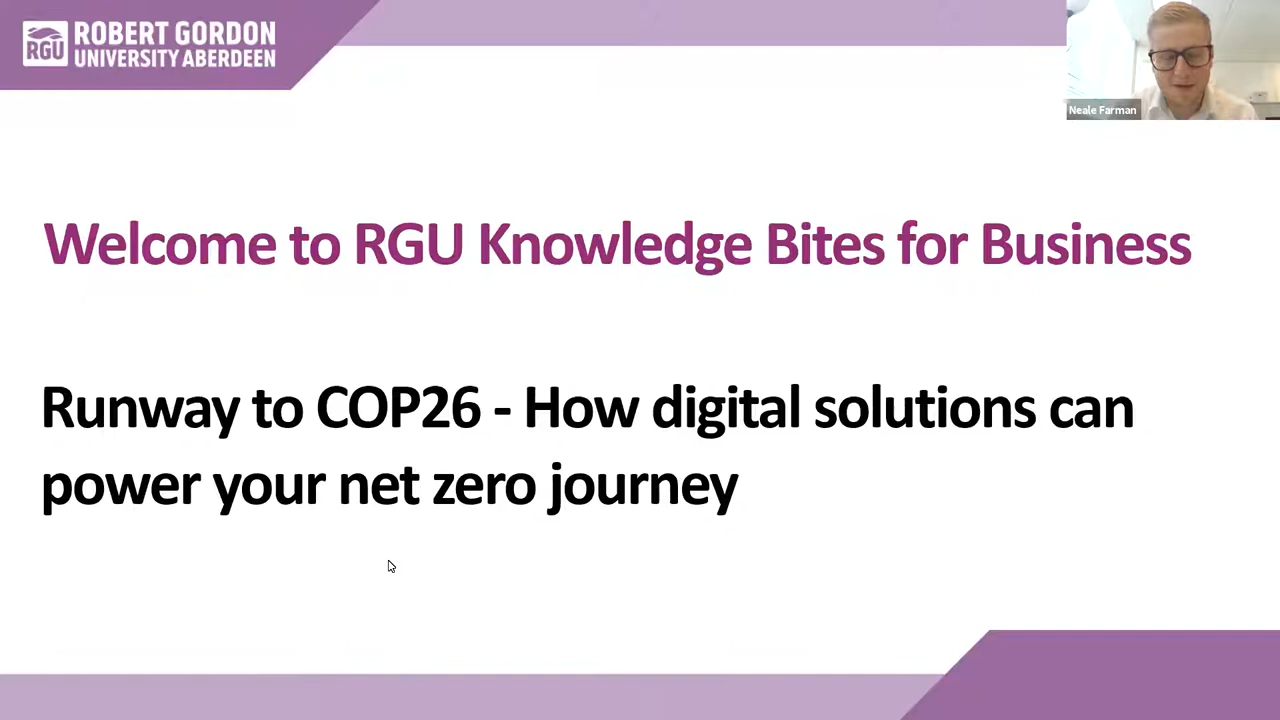 RGU
ROBERT GORDON
UNIVERSITY ABERDEEN
Neale Farman
Welcome to RGU Knowledge Bites for Business
Runway to COP26 - How digital solutions can
power your net zero journey